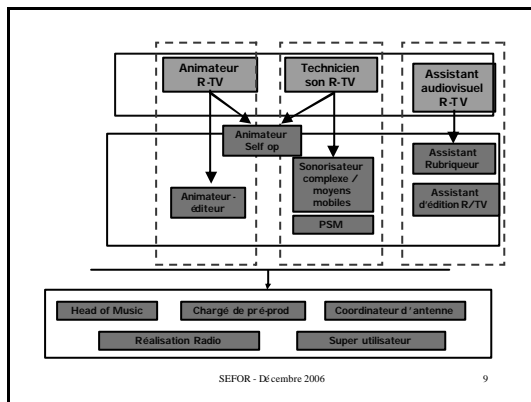 Animateur
R-TV
Technicien
son R-TV
Assistant
audiovisuel
R-TV
Animateur
Self op
Sonorisateur
complexe /
moyens
mobiles
PSM
Assistant
Rubriqueur
Animateur-
éditeur
Assistant
d'édition R/TV
Head of Music
Chargé de pré-prod
Coordinateur d'antenne
Réalisation Radio
Super utilisateur
SEFOR - Décembre 2006
9